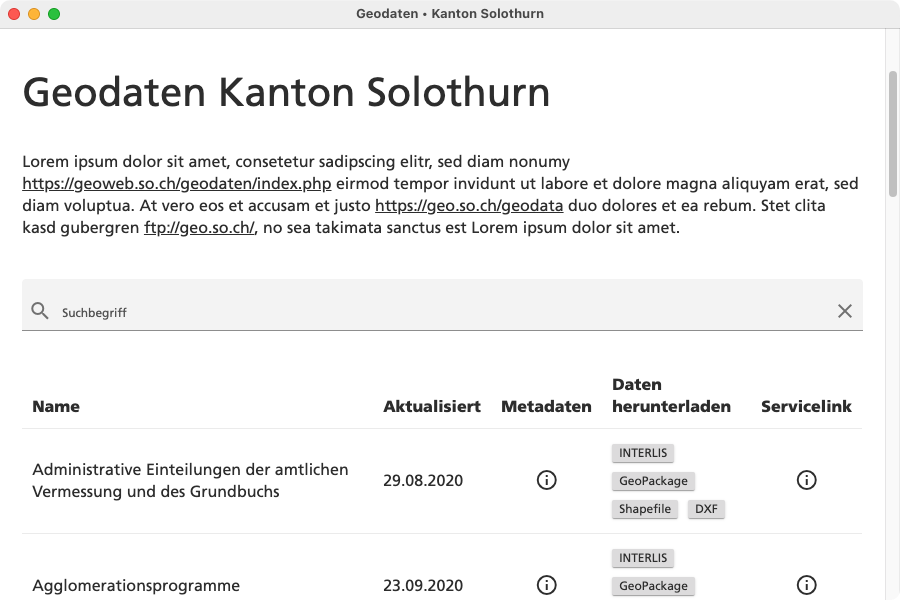 Geodaten • Kanton Solothurn
Geodaten Kanton Solothurn
Lorem ipsum dolor sit amet, consetetur sadipscing elitr, sed diam nonumy
https://geoweb.so.ch/geodaten/index.php eirmod tempor invidunt ut labore et dolore magna aliquyam erat, sed
diam voluptua. At vero eos et accusam et justo https://geo.so.ch/geodata duo dolores et ea rebum. Stet clita
kasd gubergren ftp://geo.so.ch/, no sea takimata sanctus est Lorem ipsum dolor sit amet.
Suchbegriff
Name Aktualisiert Metadaten Daten
herunterladen Servicelink
Administrative Einteilungen der amtlichen
Vermessung und des Grundbuchs
29.08.2020
INTERLIS
GeoPackage
Shapefile DXF
Agglomerationsprogramme
23.09.2020
INTERLIS
GeoPackage